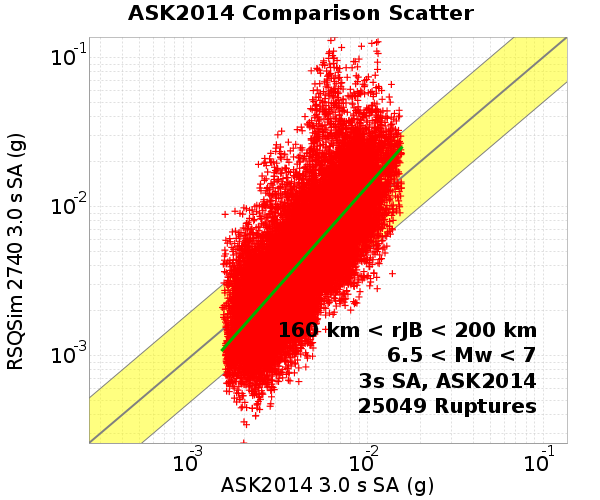 ASK2014 Comparison Scatter
RSQSim 2740 3.0 s SA (g)
10-1
10-2
10-3
160 km < rJB < 200 km
6.5 < Mw < 7
3s SA, ASK2014
25049 Ruptures
10-3 10-2 10-1
ASK2014 3.0 s SA (g)